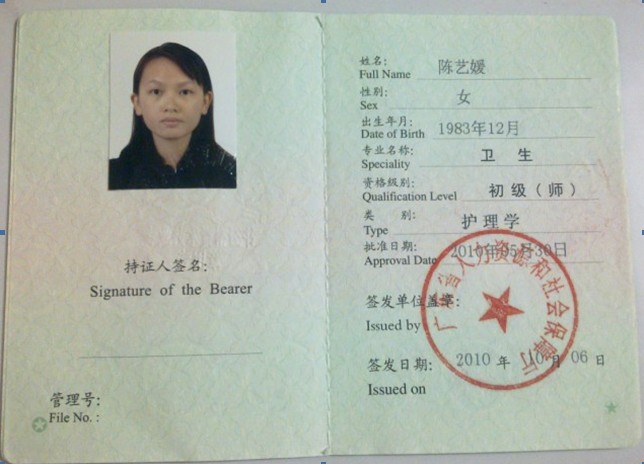 持证人签名:
Signature of the Bearer
管理号:
File No. :
姓名:
Full Name 陈艺媛
性别:
Sex 女
出生年月:
Date of Birth 1983年12月
专业名称:
Speciality 卫 生
资格级别:
Qualification Level 初级(师)
类 别:
Type 护理学
批准日期:
Approval Date 2010年05月30日
签发单位盖章:
Issued by
广东省人力资源和社会保障厅
签发日期: 2010 年 10 月 06 日
Issued on